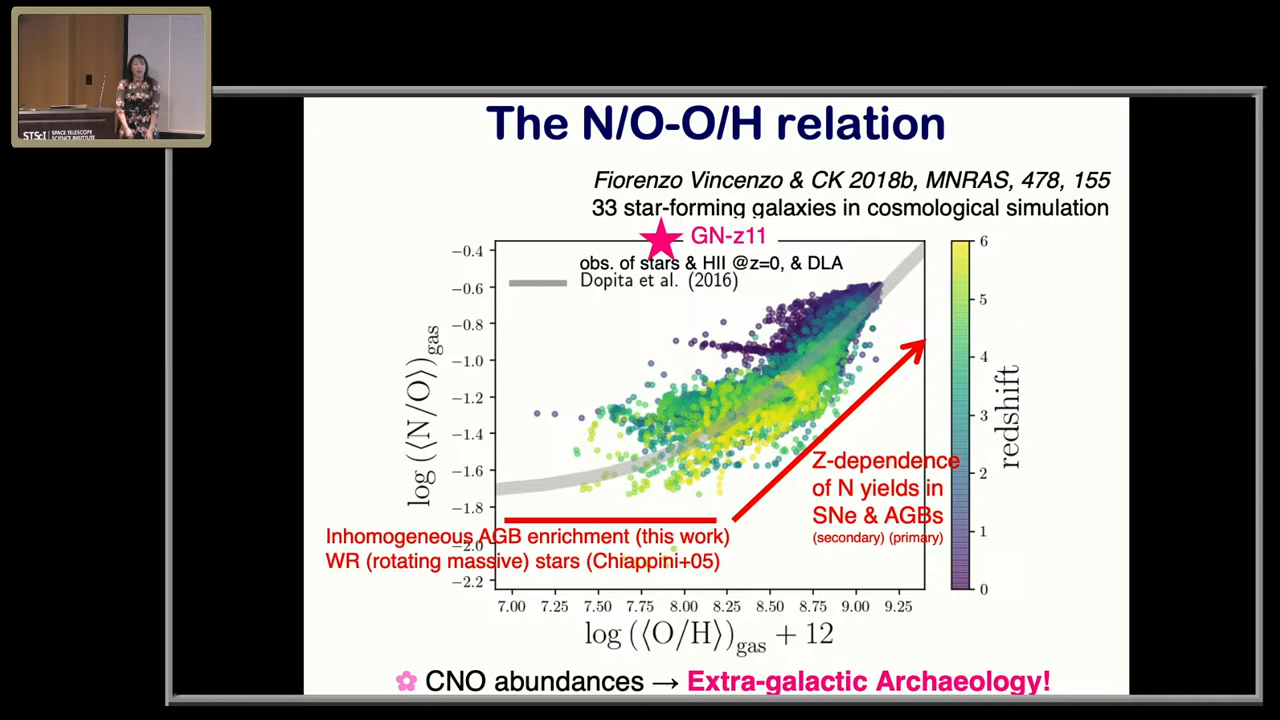 STScI | SPACE TELESCOPE
SCIENCE INSTITUTE
The N/O-O/H relation
Fiorenzo Vincenzo & CK 2018b, MNRAS, 478, 155
33 star-forming galaxies in cosmological simulation
GN-z11
obs. of stars & HII @z=0, & DLA
Dopita et al. (2016)
−0.4
−0.6
−0.8
−1.0
−1.2
−1.4
−1.6
−1.8
−2.0
−2.2
log (⟨N/O⟩)gas
6
5
4
3
2
1
0
redshift
Z-dependence
of N yields in
SNe & AGBs
(secondary) (primary)
Inhomogeneous AGB enrichment (this work)
WR (rotating massive) stars (Chiappini+05)
7.00 7.25 7.50 7.75 8.00 8.25 8.50 8.75 9.00 9.25
log (⟨O/H⟩)gas + 12
CNO abundances → Extra-galactic Archaeology!